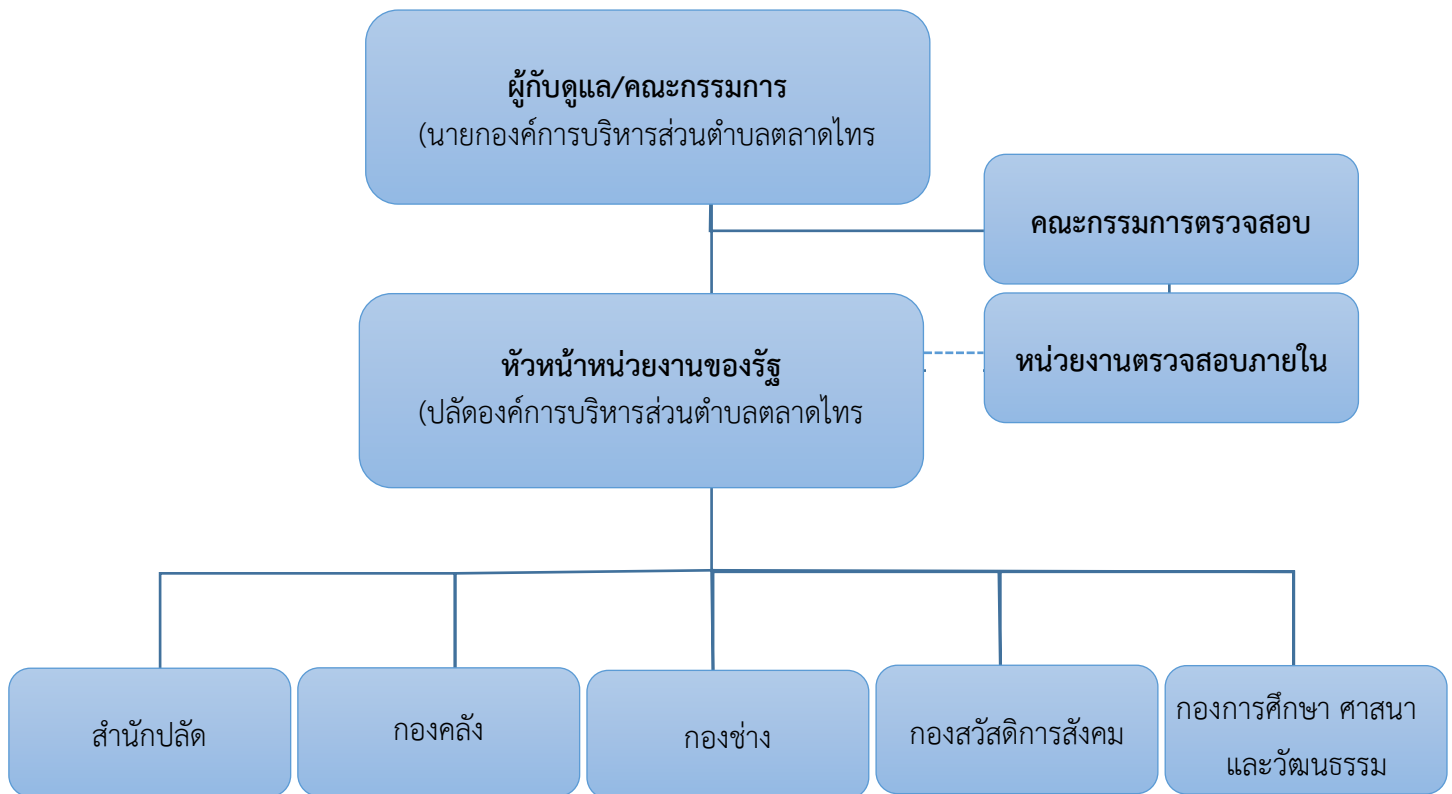 ผู้กับดูแล/คณะกรรมการ
(นายกองค์การบริหารส่วนตำบลตลาดไทร
คณะกรรมการตรวจสอบ
หัวหน้าหน่วยงานของรัฐ
(ปลัดองค์การบริหารส่วนตำบลตลาดไทร
หน่วยงานตรวจสอบภายใน
สำนักปลัด
กองคลัง
กองช่าง
กองสวัสดิการสังคม
กองการศึกษา ศาสนา
และวัฒนธรรม